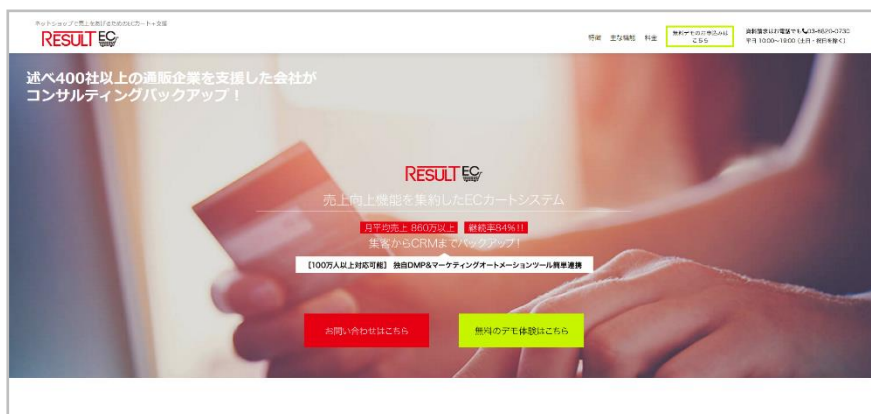 ネットショップで売上を上げるためのECカート+支援
RESULT EC
特徴 主な機能 料金
無料デモのお申込みは
こちら
資料請求はお電話でも 03-6820-0730
平日 10:00〜19:00 (土日・祝日を除く)
述べ400社以上の通販企業を支援した会社が
コンサルティングバックアップ！
RESULT EC
売上向上機能を集約したECカートシステム
月平均売上 860万以上 継続率84%!!
集客からCRMまでバックアップ！
【100万人以上対応可能】 独自DMP&マーケティングオートメーションツール簡単連携
お問い合わせはこちら
無料のデモ体験はこちら